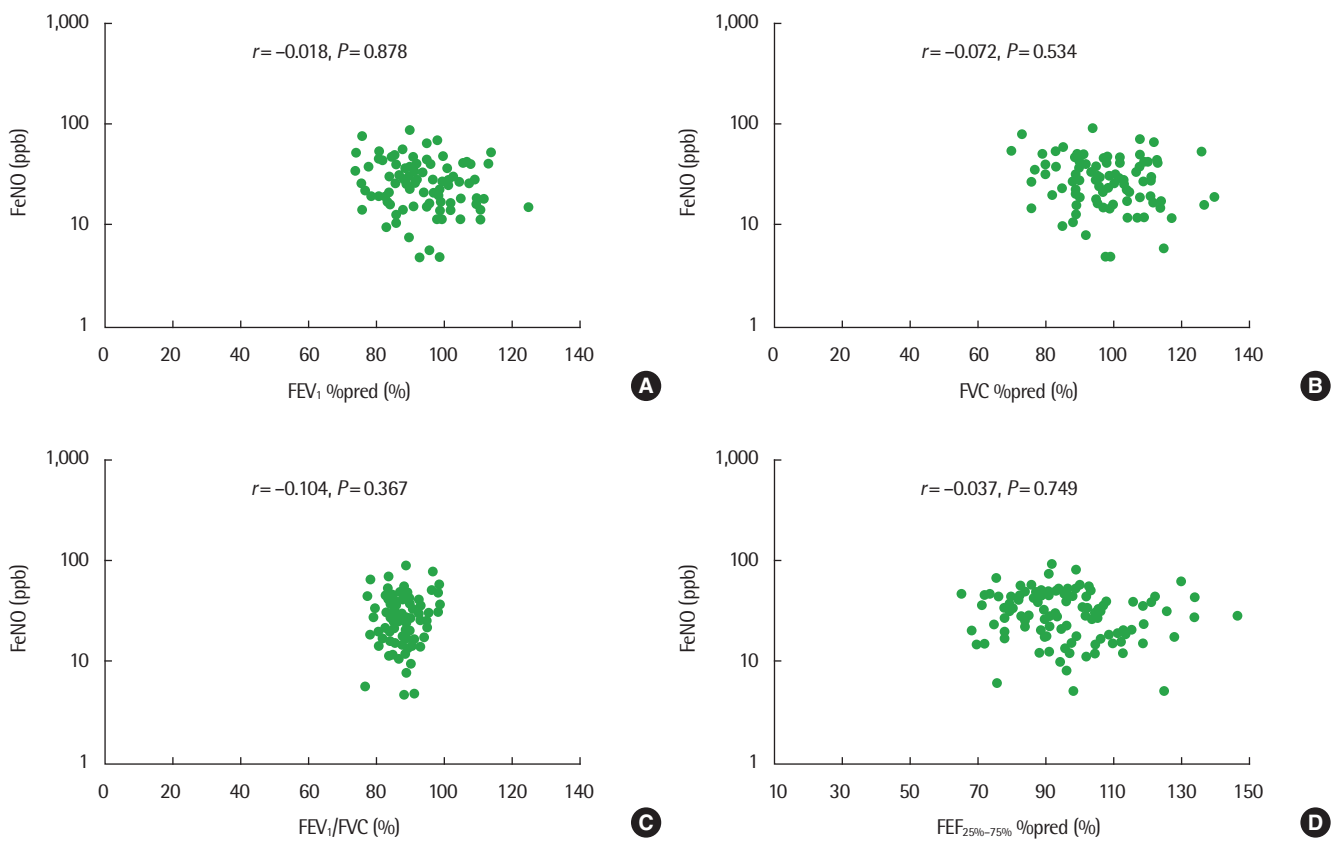 1,000
100
10
1
FeNO (ppb)
r=−0.018, P=0.878
0 20 40 60 80 100 120 140
FEV₁ %pred (%)
A
1,000
100
10
1
FeNO (ppb)
r=−0.072, P=0.534
0 20 40 60 80 100 120 140
FVC %pred (%)
B
1,000
100
10
1
FeNO (ppb)
r=−0.104, P=0.367
0 20 40 60 80 100 120 140
FEV₁/FVC (%)
C
1,000
100
10
1
FeNO (ppb)
r=−0.037, P=0.749
10 30 50 70 90 110 130 150
FEF25%–75% %pred (%)
D